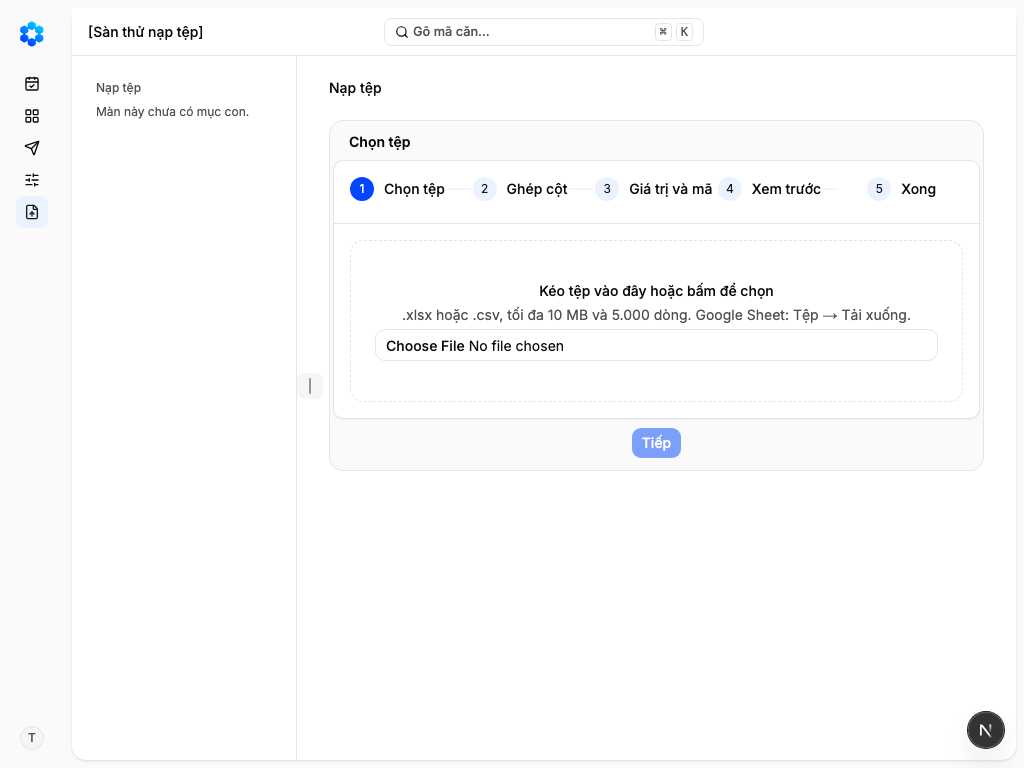 [Sàn thử nạp tệp]
Gõ mã căn...
⌘ K
Nạp tệp
Màn này chưa có mục con.
Nạp tệp
Chọn tệp
1 Chọn tệp 2 Ghép cột 3 Giá trị và mã 4 Xem trước 5 Xong
Kéo tệp vào đây hoặc bấm để chọn
.xlsx hoặc .csv, tối đa 10 MB và 5.000 dòng. Google Sheet: Tệp → Tải xuống.
Choose File No file chosen
Tiếp
T
N